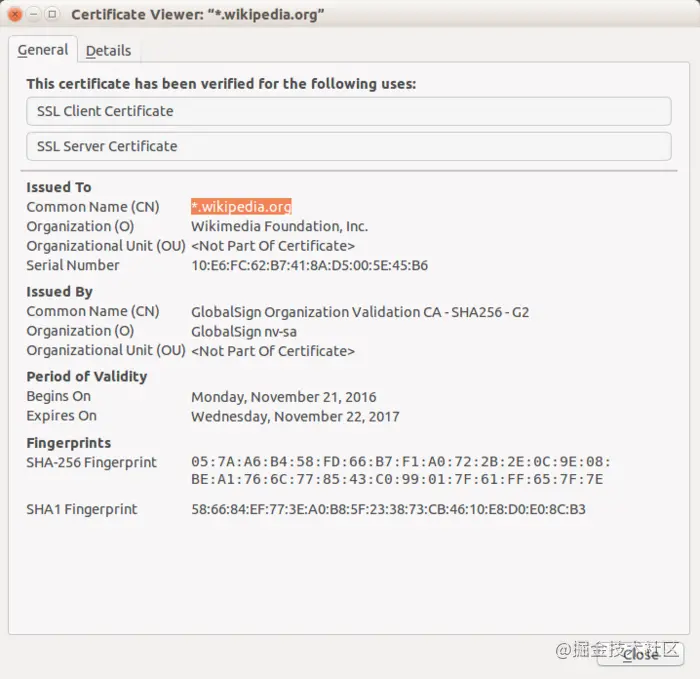 Certificate Viewer: “*.wikipedia.org”
General Details
This certificate has been verified for the following uses:
SSL Client Certificate
SSL Server Certificate
Issued To
Common Name (CN) *.wikipedia.org
Organization (O) Wikimedia Foundation, Inc.
Organizational Unit (OU) <Not Part Of Certificate>
Serial Number 10:E6:FC:62:B7:41:8A:D5:00:5E:45:B6
Issued By
Common Name (CN) GlobalSign Organization Validation CA - SHA256 - G2
Organization (O) GlobalSign nv-sa
Organizational Unit (OU) <Not Part Of Certificate>
Period of Validity
Begins On Monday, November 21, 2016
Expires On Wednesday, November 22, 2017
Fingerprints
SHA-256 Fingerprint 05:7A:A6:B4:58:FD:66:B7:F1:A0:72:2B:2E:0C:9E:08:
BE:A1:76:6C:77:85:43:C0:99:01:7F:61:FF:65:7F:7E
SHA1 Fingerprint 58:66:84:EF:77:3E:A0:B8:5F:23:38:73:CB:46:10:E8:D0:E0:8C:B3
@掘金技术社区
Close